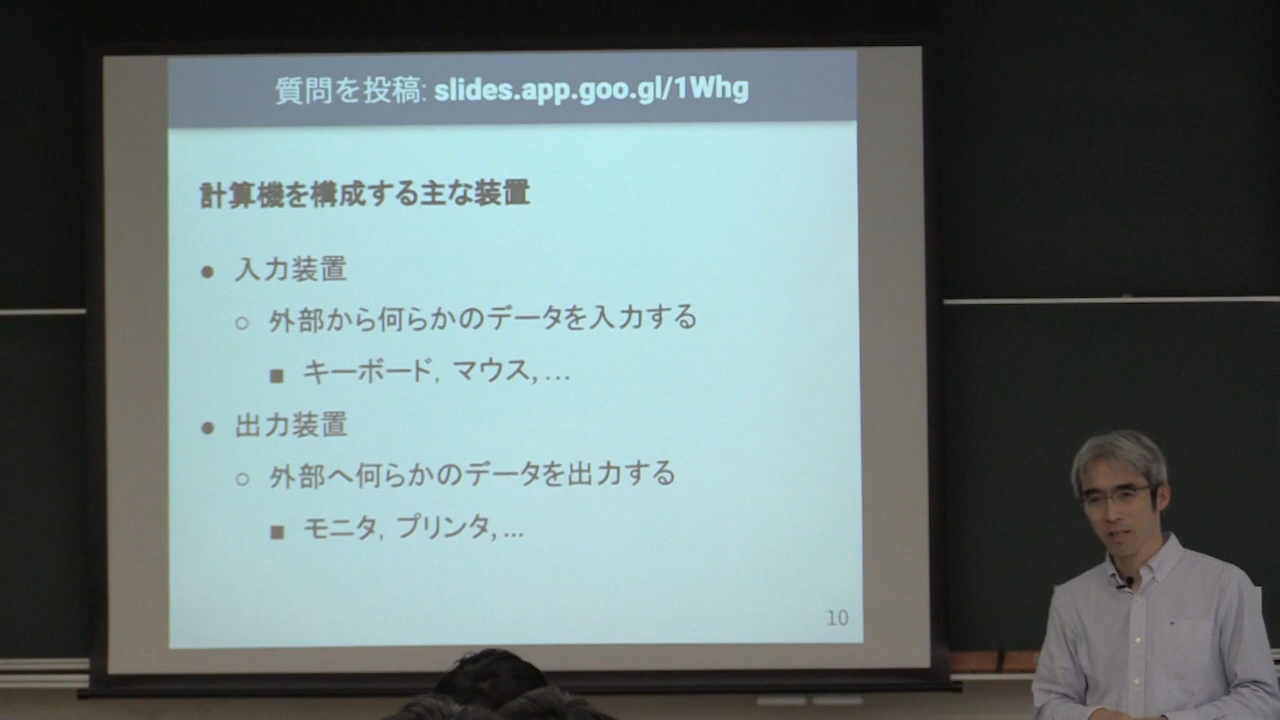 質問を投稿: slides.app.goo.gl/1Whg
計算機を構成する主な装置
● 入力装置
○ 外部から何らかのデータを入力する
■ キーボード, マウス, ...
● 出力装置
○ 外部へ何らかのデータを出力する
■ モニタ, プリンタ, ...
10